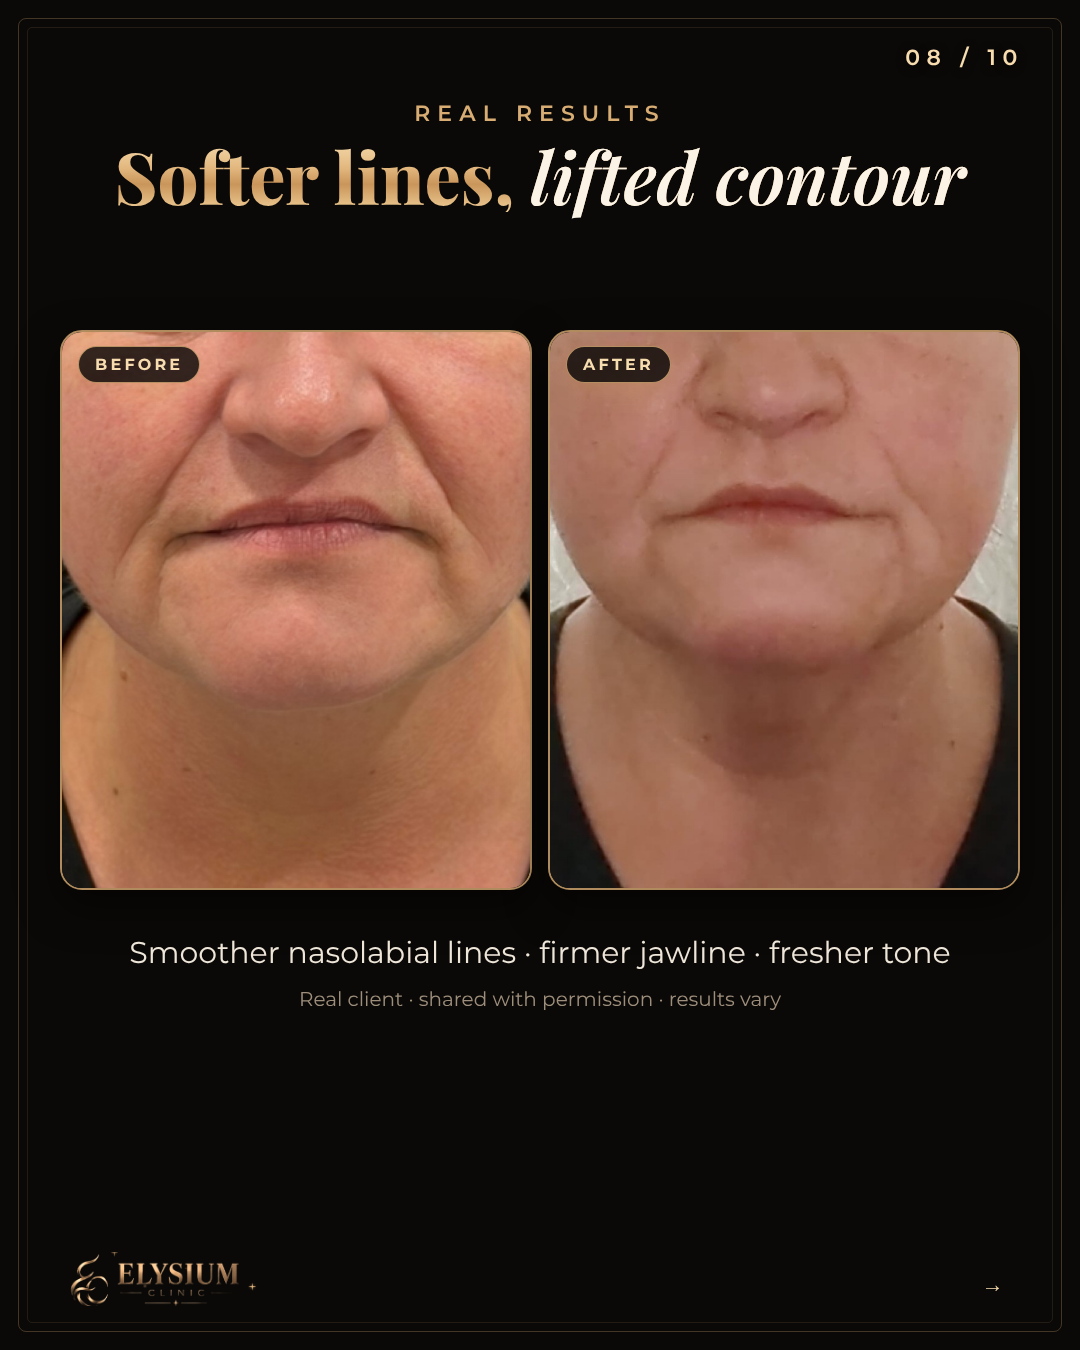 08 / 10
REAL RESULTS
Softer lines, lifted contour
BEFORE
AFTER
Smoother nasolabial lines · firmer jawline · fresher tone
Real client · shared with permission · results vary
ELYSIUM
CLINIC
→